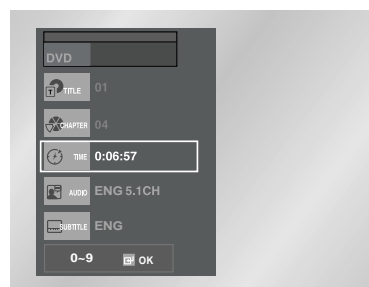 DVD
TITLE 01
CHAPTER 04
TIME 0:06:57
AUDIO ENG 5.1CH
SUBTITLE ENG
0~9 OK